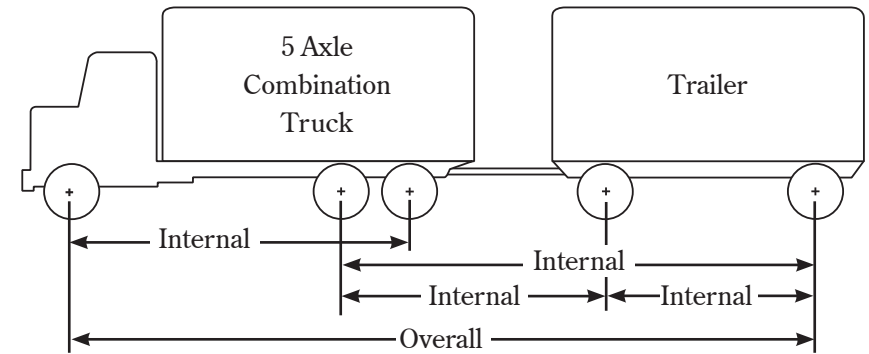 5 Axle
Combination
Truck
Trailer
Internal
Internal
Internal
Internal
Overall